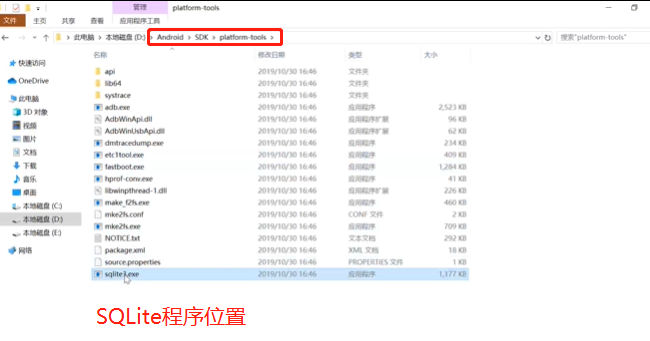 管理
platform-tools
文件
主页
共享
查看
应用程序工具
此电脑 › 本地磁盘 (D:) › Android › SDK › platform-tools ›
搜索"platform-tools"
名称 修改日期 类型 大小
快速访问
OneDrive
此电脑
3D 对象
视频
图片
文档
下载
音乐
桌面
本地磁盘 (C:)
本地磁盘 (D:)
本地磁盘 (E:)
网络
api 2019/10/30 16:46 文件夹
lib64 2019/10/30 16:46 文件夹
systrace 2019/10/30 16:46 文件夹
adb.exe 2019/10/30 16:46 应用程序 2,523 KB
AdbWinApi.dll 2019/10/30 16:46 应用程序扩展 96 KB
AdbWinUsbApi.dll 2019/10/30 16:46 应用程序扩展 62 KB
dmtracedump.exe 2019/10/30 16:46 应用程序 234 KB
etc1tool.exe 2019/10/30 16:46 应用程序 409 KB
fastboot.exe 2019/10/30 16:46 应用程序 1,284 KB
hprof-conv.exe 2019/10/30 16:46 应用程序 41 KB
libwinpthread-1.dll 2019/10/30 16:46 应用程序扩展 226 KB
make_f2fs.exe 2019/10/30 16:46 应用程序 460 KB
mke2fs.conf 2019/10/30 16:46 CONF 文件 2 KB
mke2fs.exe 2019/10/30 16:46 应用程序 709 KB
NOTICE.txt 2019/10/30 16:46 文本文档 292 KB
package.xml 2019/10/30 16:46 XML 文档 18 KB
source.properties 2019/10/30 16:46 PROPERTIES 文件 1 KB
sqlite3.exe 2019/10/30 16:46 应用程序 1,177 KB
SQLite程序位置